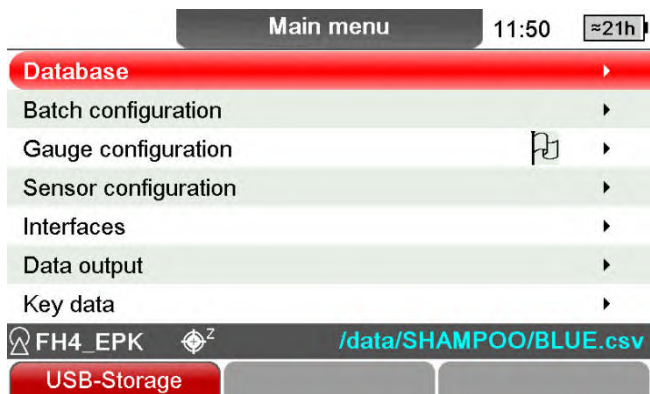 Main menu 11:50 ≈21h
Database
Batch configuration
Gauge configuration
Sensor configuration
Interfaces
Data output
Key data
FH4_EPK Z /data/SHAMPOO/BLUE.csv
USB-Storage